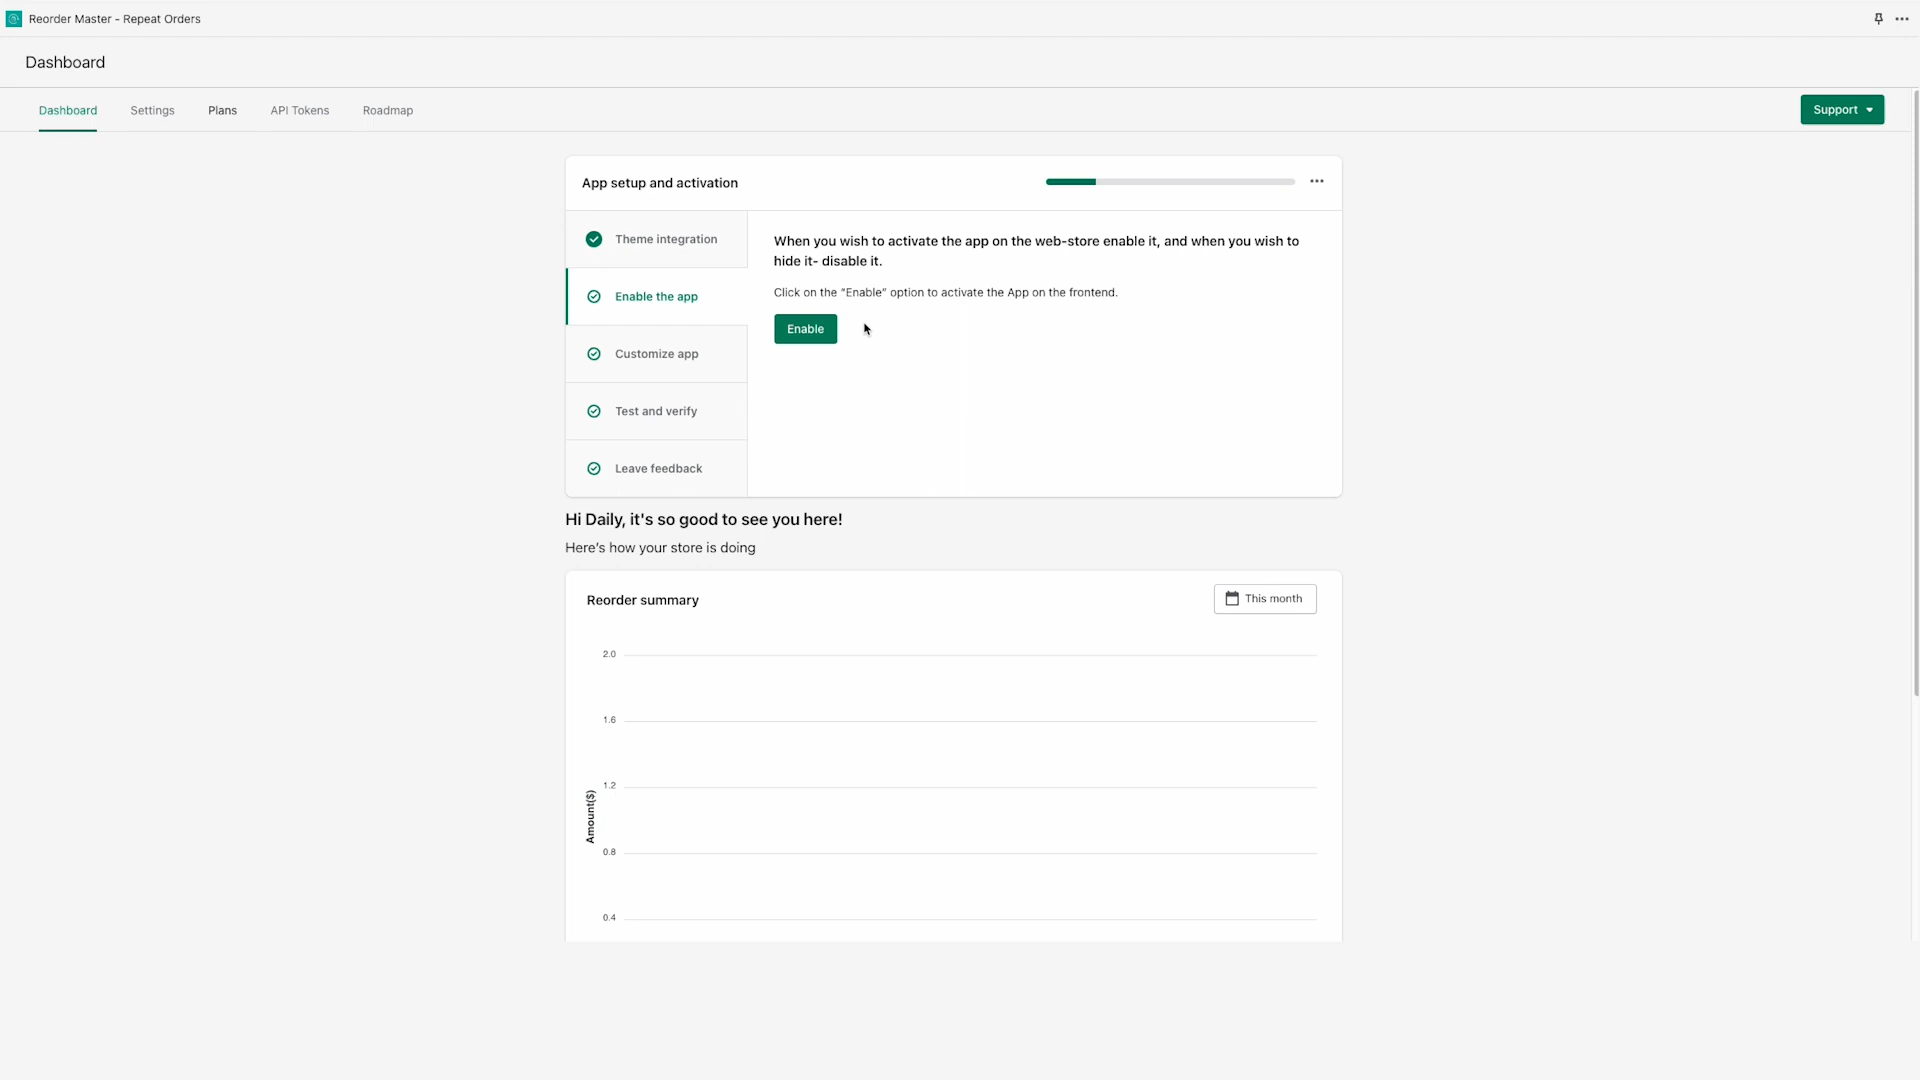 Reorder Master - Repeat Orders
Dashboard
Dashboard
Settings
Plans
API Tokens
Roadmap
Support
App setup and activation
Theme integration
Enable the app
Customize app
Test and verify
Leave feedback
When you wish to activate the app on the web-store enable it, and when you wish to
hide it- disable it.
Click on the "Enable" option to activate the App on the frontend.
Enable
Hi Daily, it's so good to see you here!
Here's how your store is doing
Reorder summary
This month
2.0
1.6
1.2
0.8
0.4
Amount($)